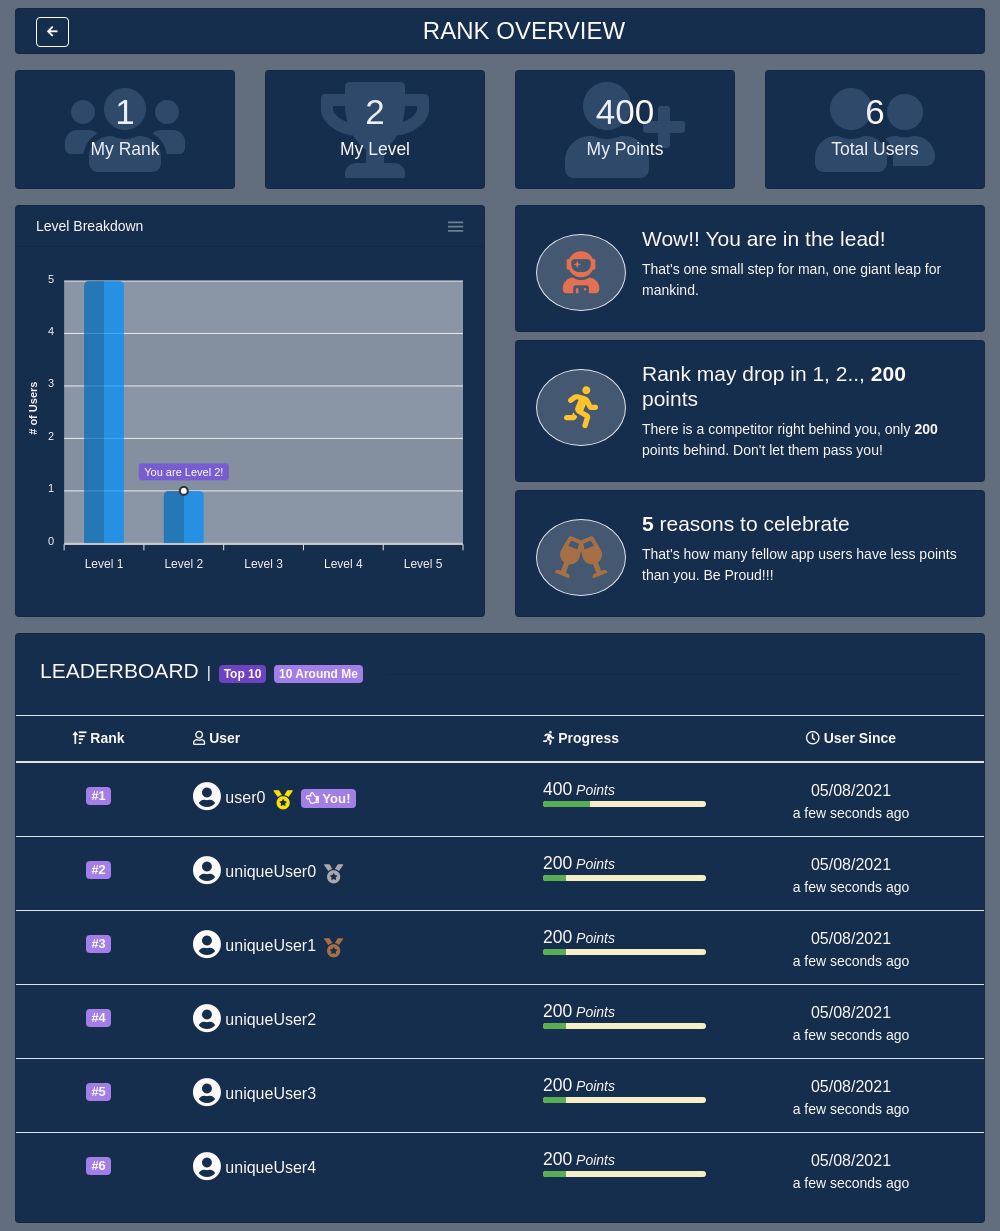 RANK OVERVIEW
1
My Rank
2
My Level
400
My Points
6
Total Users
Level Breakdown
5
4
3
2
1
0
# of Users
You are Level 2!
Level 1 Level 2 Level 3 Level 4 Level 5
Wow!! You are in the lead!
That's one small step for man, one giant leap for
mankind.
Rank may drop in 1, 2.., 200
points
There is a competitor right behind you, only 200
points behind. Don't let them pass you!
5 reasons to celebrate
That's how many fellow app users have less points
than you. Be Proud!!!
LEADERBOARD | Top 10 10 Around Me
Rank User Progress User Since
#1 user0 You! 400 Points 05/08/2021
a few seconds ago
#2 uniqueUser0 200 Points 05/08/2021
a few seconds ago
#3 uniqueUser1 200 Points 05/08/2021
a few seconds ago
#4 uniqueUser2 200 Points 05/08/2021
a few seconds ago
#5 uniqueUser3 200 Points 05/08/2021
a few seconds ago
#6 uniqueUser4 200 Points 05/08/2021
a few seconds ago